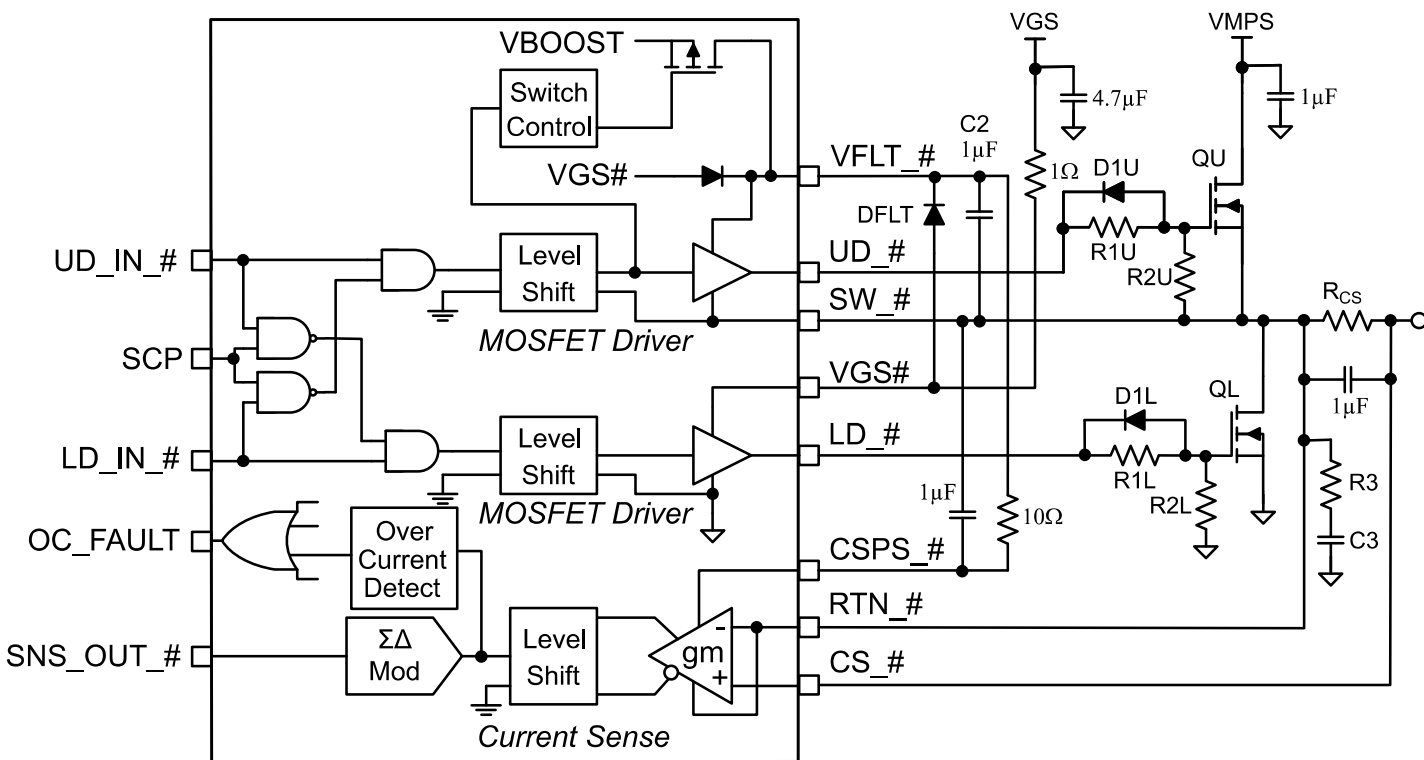 VGS
VMPS
VBOOST
Switch
Control
4.7µF
1µF
C2
1µF
VFLT_#
VGS#
1Ω
D1U
QU
DFLT
R1U
UD_IN_#
Level
Shift
UD_#
R2U
SW_#
RCS
MOSFET Driver
SCP
VGS#
D1L
QL
1µF
LD_IN_#
Level
Shift
LD_#
R1L
R2L
R3
MOSFET Driver
1µF
10Ω
OC_FAULT
Over
Current
Detect
C3
CSPS_#
RTN_#
SNS_OUT_#
ΣΔ
Mod
Level
Shift
-
gm
+
CS_#
Current Sense